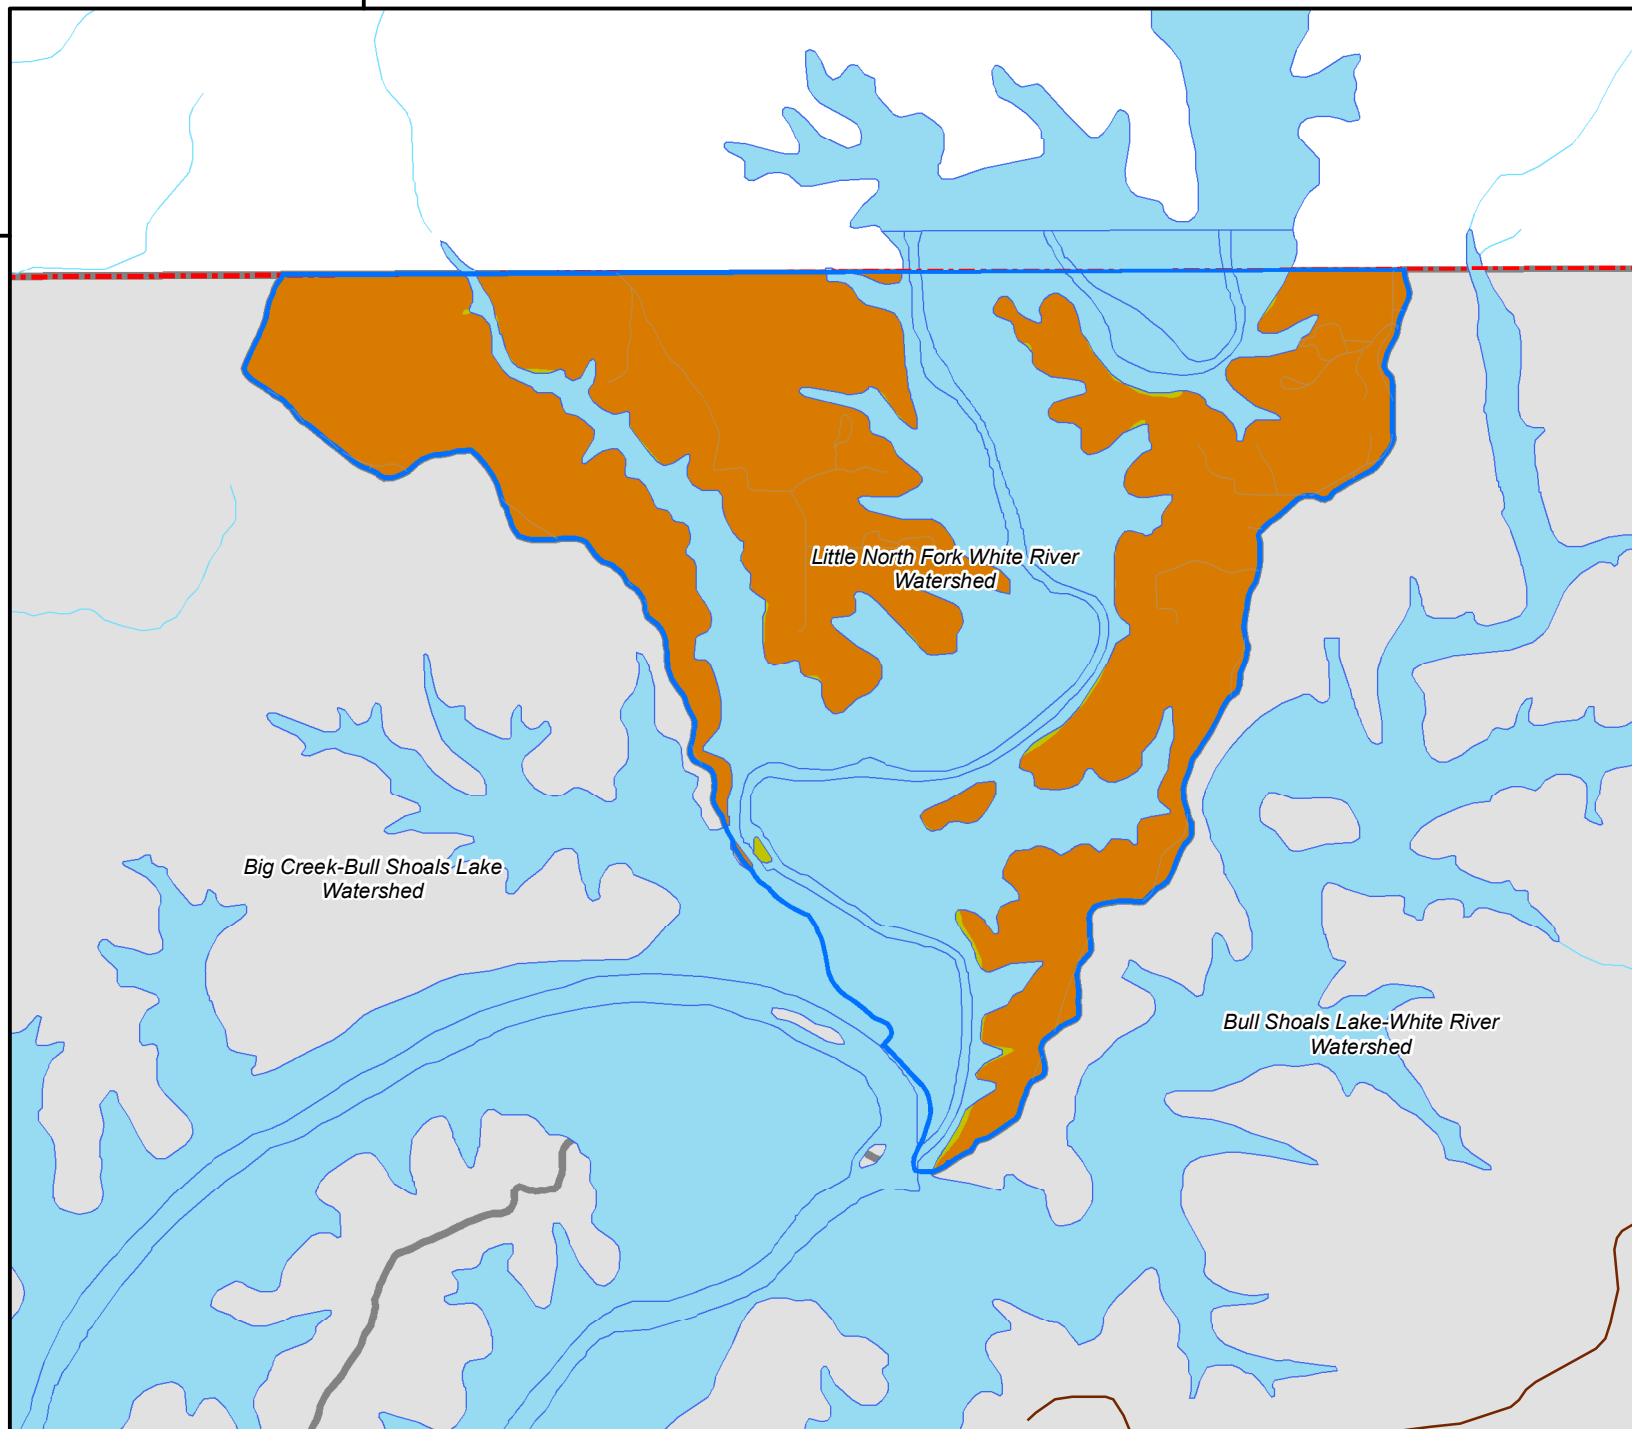 Little North Fork White River
Watershed
Big Creek-Bull Shoals Lake
Watershed
Bull Shoals Lake-White River
Watershed